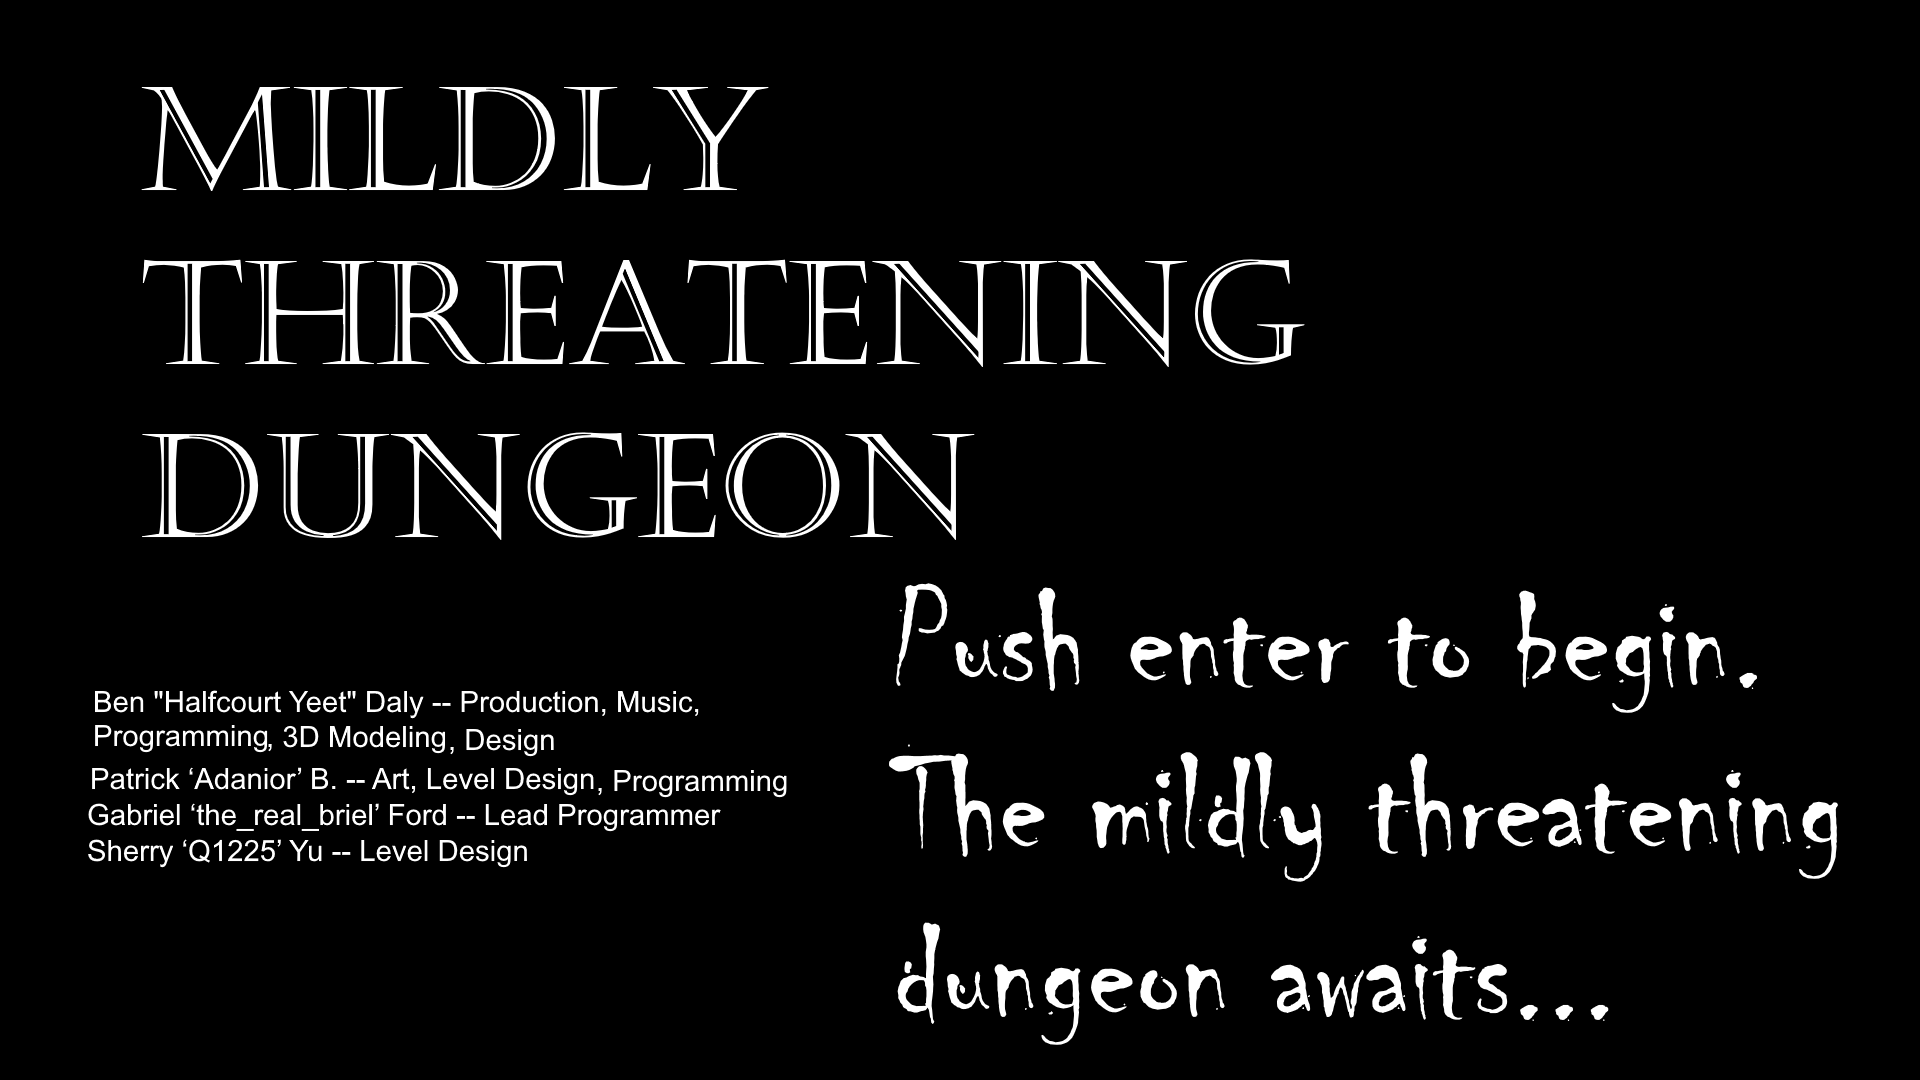 MILDLY
THREATENING
DUNGEON
Ben "Halfcourt Yeet" Daly -- Production, Music,
Programming, 3D Modeling, Design
Patrick ‘Adanior’ B. -- Art, Level Design, Programming
Gabriel ‘the_real_briel’ Ford -- Lead Programmer
Sherry ‘Q1225’ Yu -- Level Design
Push enter to begin.
The mildly threatening
dungeon awaits...